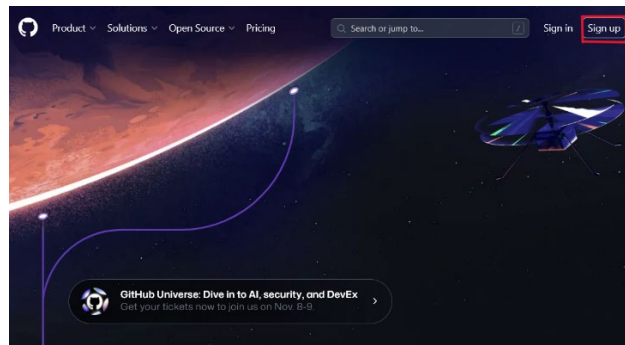 Product Solutions Open Source Pricing Search or jump to... / Sign in Sign up
GitHub Universe: Dive in to AI, security, and DevEx
Get your tickets now to join us on Nov. 8-9.